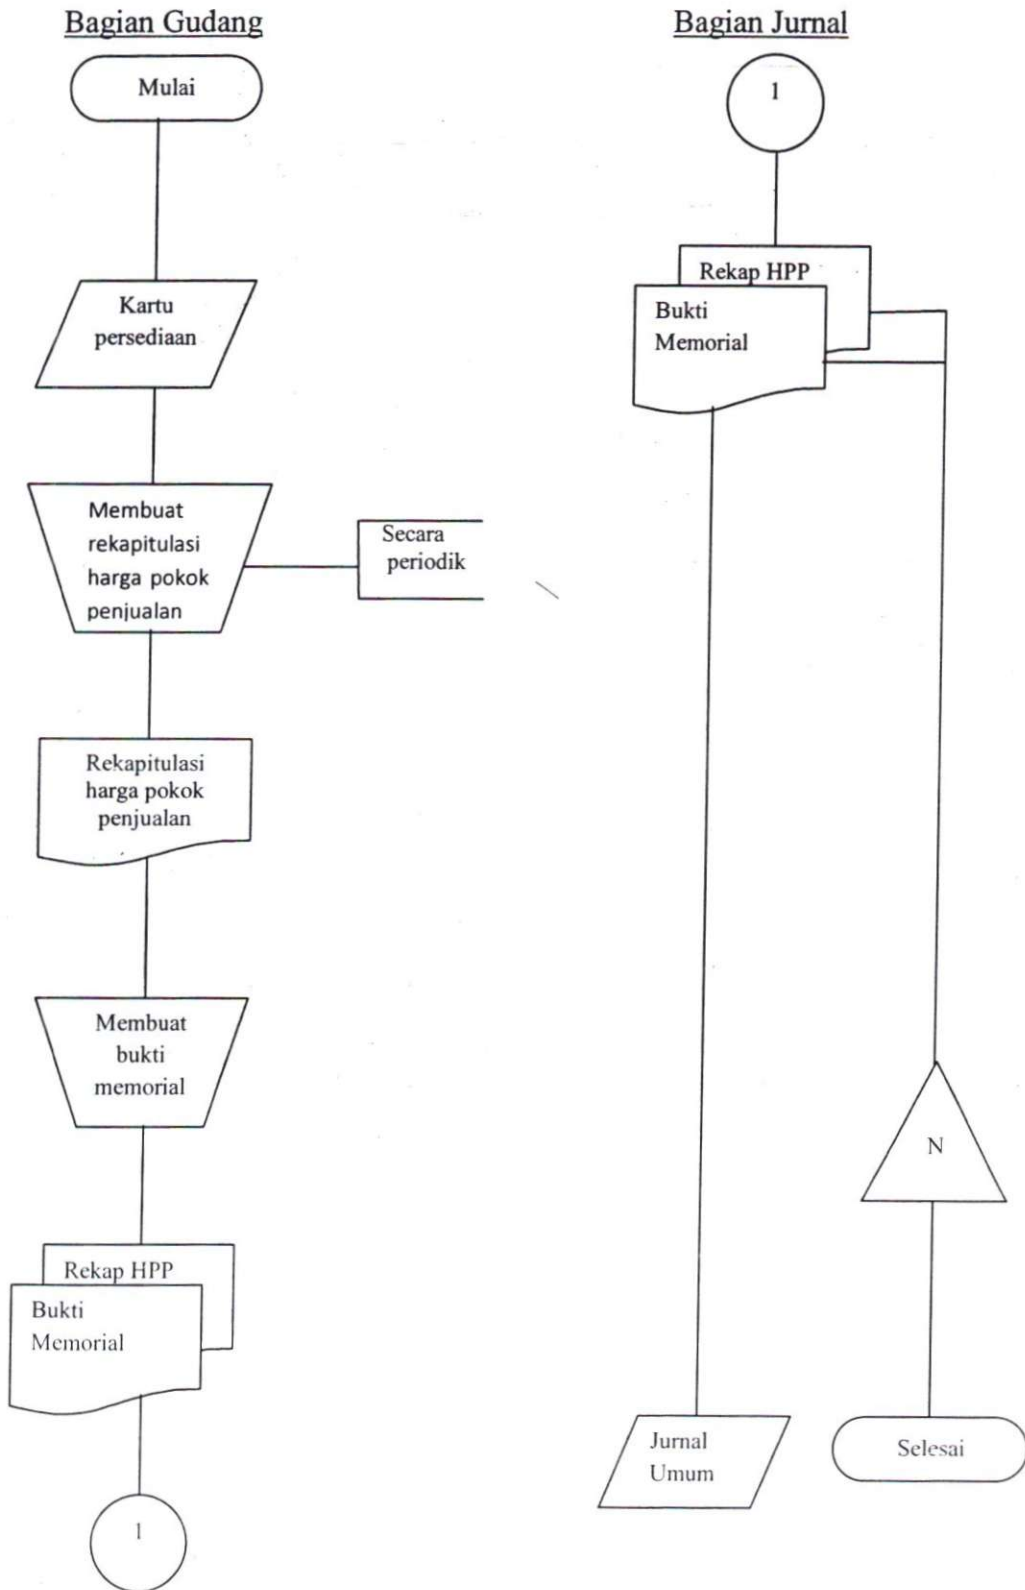 Bagian Gudang
Mulai
Kartu
persediaan
Membuat
rekapitulasi
harga pokok
penjualan
Secara
periodik
Rekapitulasi
harga pokok
penjualan
Membuat
bukti
memorial
Rekap HPP
Bukti
Memorial
1
Bagian Jurnal
1
Rekap HPP
Bukti
Memorial
N
Jurnal
Umum
Selesai